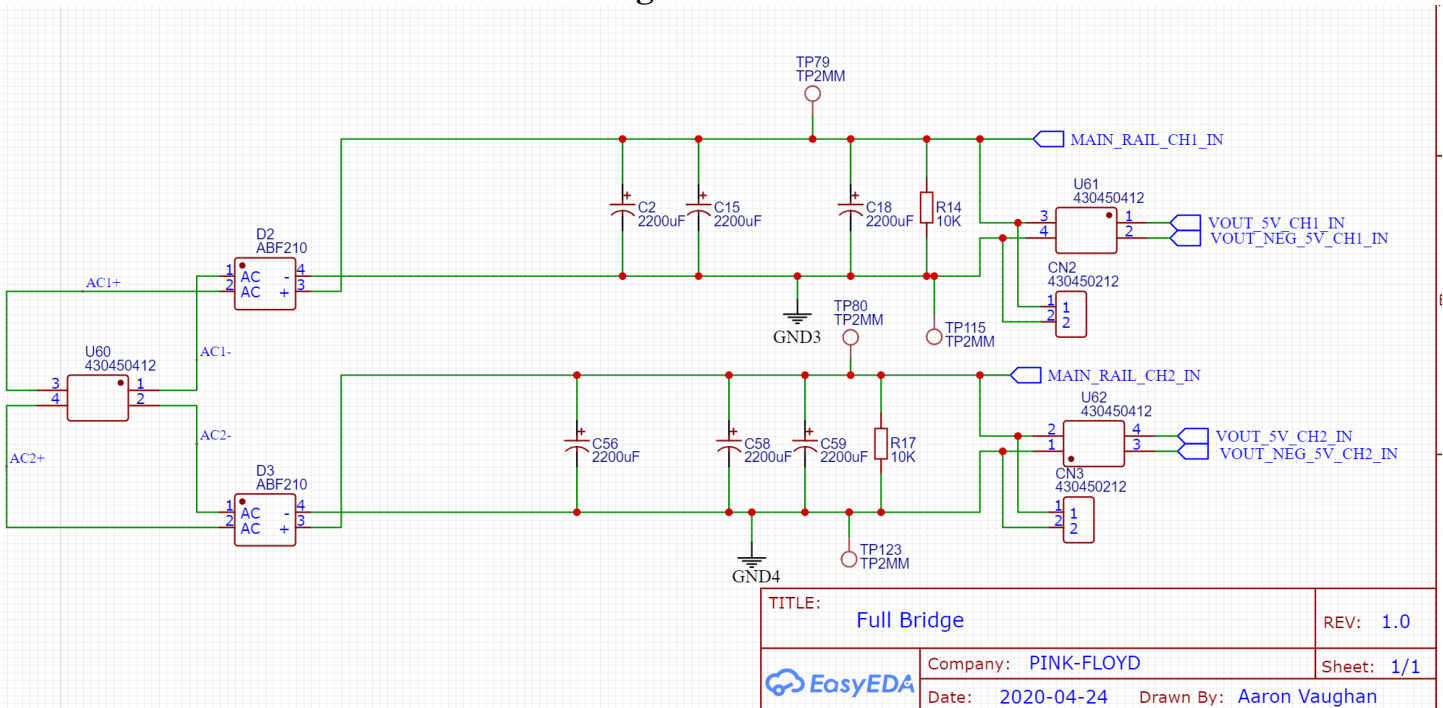 TP79
TP2MM
MAIN_RAIL_CH1_IN
C2
2200uF
C15
2200uF
C18
2200uF
R14
10K
U61
430450412
3
4
1
2
VOUT_5V_CH1_IN
VOUT_NEG_5V_CH1_IN
D2
ABF210
1 AC - 4
2 AC + 3
AC1+
CN2
430450212
1 1
2 2
GND3
TP80
TP2MM
TP115
TP2MM
AC1-
U60
430450412
3
4
1
2
MAIN_RAIL_CH2_IN
U62
430450412
2
1
4
3
VOUT_5V_CH2_IN
VOUT_NEG_5V_CH2_IN
AC2-
AC2+
C56
2200uF
C58
2200uF
C59
2200uF
R17
10K
D3
ABF210
1 AC - 4
2 AC + 3
CN3
430450212
1 1
2 2
GND4
TP123
TP2MM
TITLE:
Full Bridge
REV: 1.0
EasyEDA
Company: PINK-FLOYD
Sheet: 1/1
Date: 2020-04-24 Drawn By: Aaron Vaughan